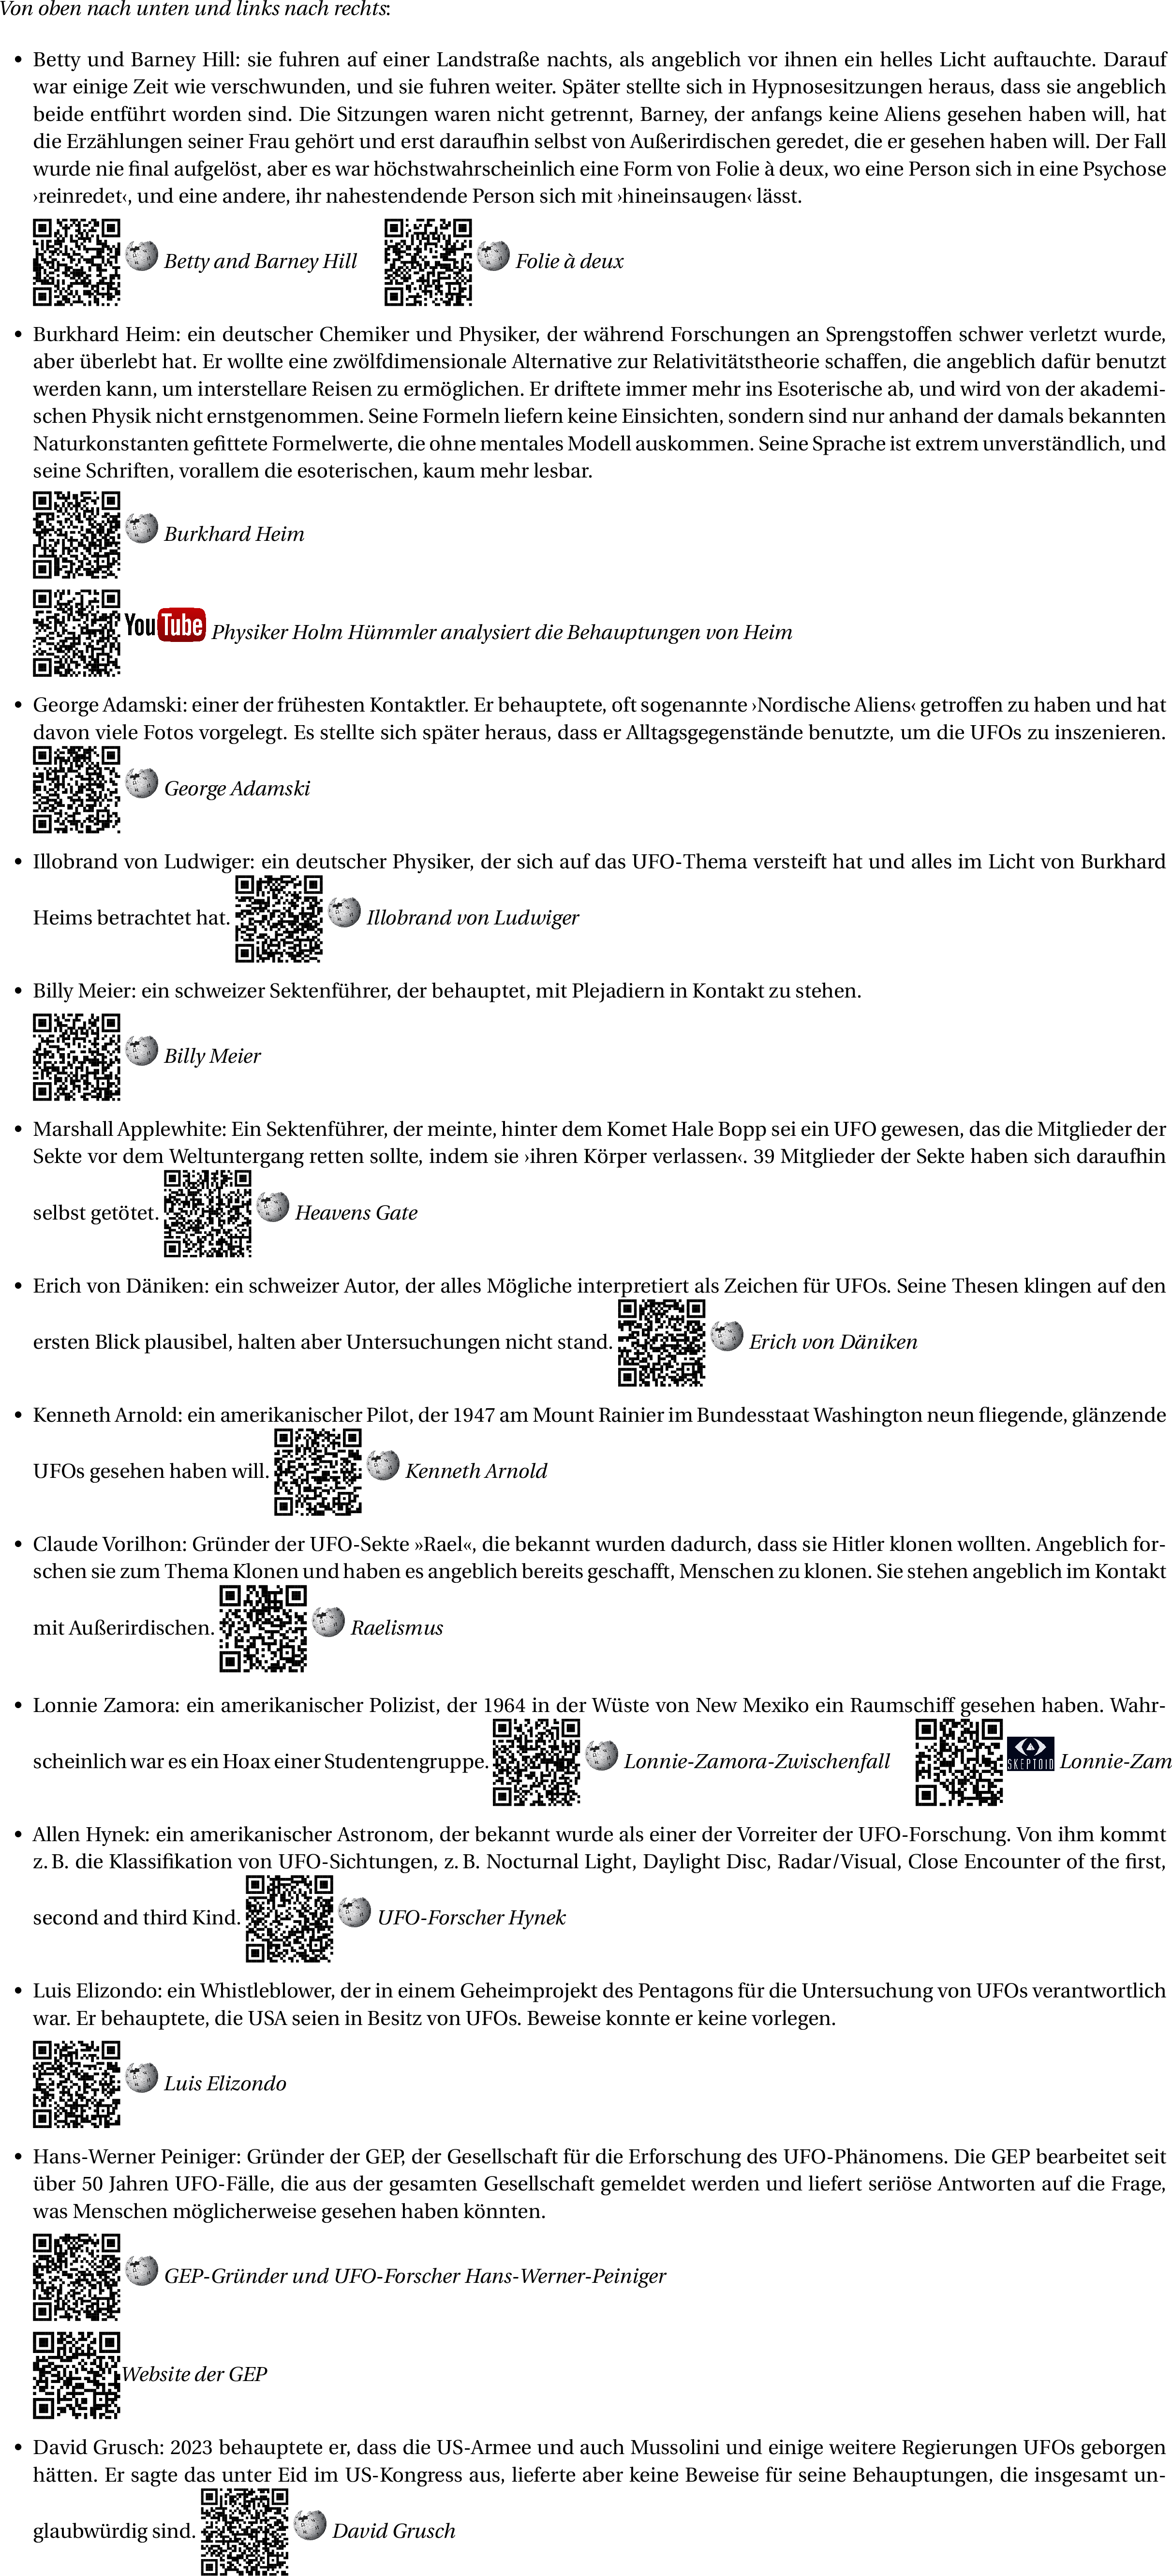 Von oben nach unten und links nach rechts:
• Betty und Barney Hill: sie fuhren auf einer Landstraße nachts, als angeblich vor ihnen ein helles Licht auftauchte. Darauf
war einige Zeit wie verschwunden, und sie fuhren weiter. Später stellte sich in Hypnosesitzungen heraus, dass sie angeblich
beide entführt worden sind. Die Sitzungen waren nicht getrennt, Barney, der anfangs keine Aliens gesehen haben will, hat
die Erzählungen seiner Frau gehört und erst daraufhin selbst von Außerirdischen geredet, die er gesehen haben will. Der Fall
wurde nie final aufgelöst, aber es war höchstwahrscheinlich eine Form von Folie à deux, wo eine Person sich in eine Psychose
›reinredet‹, und eine andere, ihr nahestendende Person sich mit ›hineinsaugen‹ lässt.
Betty and Barney Hill Folie à deux
• Burkhard Heim: ein deutscher Chemiker und Physiker, der während Forschungen an Sprengstoffen schwer verletzt wurde,
aber überlebt hat. Er wollte eine zwölfdimensionale Alternative zur Relativitätstheorie schaffen, die angeblich dafür benutzt
werden kann, um interstellare Reisen zu ermöglichen. Er driftete immer mehr ins Esoterische ab, und wird von der akademi-
schen Physik nicht ernstgenommen. Seine Formeln liefern keine Einsichten, sondern sind nur anhand der damals bekannten
Naturkonstanten gefittete Formelwerte, die ohne mentales Modell auskommen. Seine Sprache ist extrem unverständlich, und
seine Schriften, vorallem die esoterischen, kaum mehr lesbar.
Burkhard Heim
YouTube Physiker Holm Hümmler analysiert die Behauptungen von Heim
• George Adamski: einer der frühesten Kontaktler. Er behauptete, oft sogenannte ›Nordische Aliens‹ getroffen zu haben und hat
davon viele Fotos vorgelegt. Es stellte sich später heraus, dass er Alltagsgegenstände benutzte, um die UFOs zu inszenieren.
George Adamski
• Illobrand von Ludwiger: ein deutscher Physiker, der sich auf das UFO-Thema versteift hat und alles im Licht von Burkhard
Heims betrachtet hat. Illobrand von Ludwiger
• Billy Meier: ein schweizer Sektenführer, der behauptet, mit Plejadiern in Kontakt zu stehen.
Billy Meier
• Marshall Applewhite: Ein Sektenführer, der meinte, hinter dem Komet Hale Bopp sei ein UFO gewesen, das die Mitglieder der
Sekte vor dem Weltuntergang retten sollte, indem sie ›ihren Körper verlassen‹. 39 Mitglieder der Sekte haben sich daraufhin
selbst getötet. Heavens Gate
• Erich von Däniken: ein schweizer Autor, der alles Mögliche interpretiert als Zeichen für UFOs. Seine Thesen klingen auf den
ersten Blick plausibel, halten aber Untersuchungen nicht stand. Erich von Däniken
• Kenneth Arnold: ein amerikanischer Pilot, der 1947 am Mount Rainier im Bundesstaat Washington neun fliegende, glänzende
UFOs gesehen haben will. Kenneth Arnold
• Claude Vorilhon: Gründer der UFO-Sekte »Rael«, die bekannt wurden dadurch, dass sie Hitler klonen wollten. Angeblich for-
schen sie zum Thema Klonen und haben es angeblich bereits geschafft, Menschen zu klonen. Sie stehen angeblich im Kontakt
mit Außerirdischen. Raelismus
• Lonnie Zamora: ein amerikanischer Polizist, der 1964 in der Wüste von New Mexiko ein Raumschiff gesehen haben. Wahr-
scheinlich war es ein Hoax einer Studentengruppe. Lonnie-Zamora-Zwischenfall SKEPTOID Lonnie-Zam
• Allen Hynek: ein amerikanischer Astronom, der bekannt wurde als einer der Vorreiter der UFO-Forschung. Von ihm kommt
z. B. die Klassifikation von UFO-Sichtungen, z. B. Nocturnal Light, Daylight Disc, Radar/Visual, Close Encounter of the first,
second and third Kind. UFO-Forscher Hynek
• Luis Elizondo: ein Whistleblower, der in einem Geheimprojekt des Pentagons für die Untersuchung von UFOs verantwortlich
war. Er behauptete, die USA seien in Besitz von UFOs. Beweise konnte er keine vorlegen.
Luis Elizondo
• Hans-Werner Peiniger: Gründer der GEP, der Gesellschaft für die Erforschung des UFO-Phänomens. Die GEP bearbeitet seit
über 50 Jahren UFO-Fälle, die aus der gesamten Gesellschaft gemeldet werden und liefert seriöse Antworten auf die Frage,
was Menschen möglicherweise gesehen haben könnten.
GEP-Gründer und UFO-Forscher Hans-Werner-Peiniger
Website der GEP
• David Grusch: 2023 behauptete er, dass die US-Armee und auch Mussolini und einige weitere Regierungen UFOs geborgen
hätten. Er sagte das unter Eid im US-Kongress aus, lieferte aber keine Beweise für seine Behauptungen, die insgesamt un-
glaubwürdig sind. David Grusch